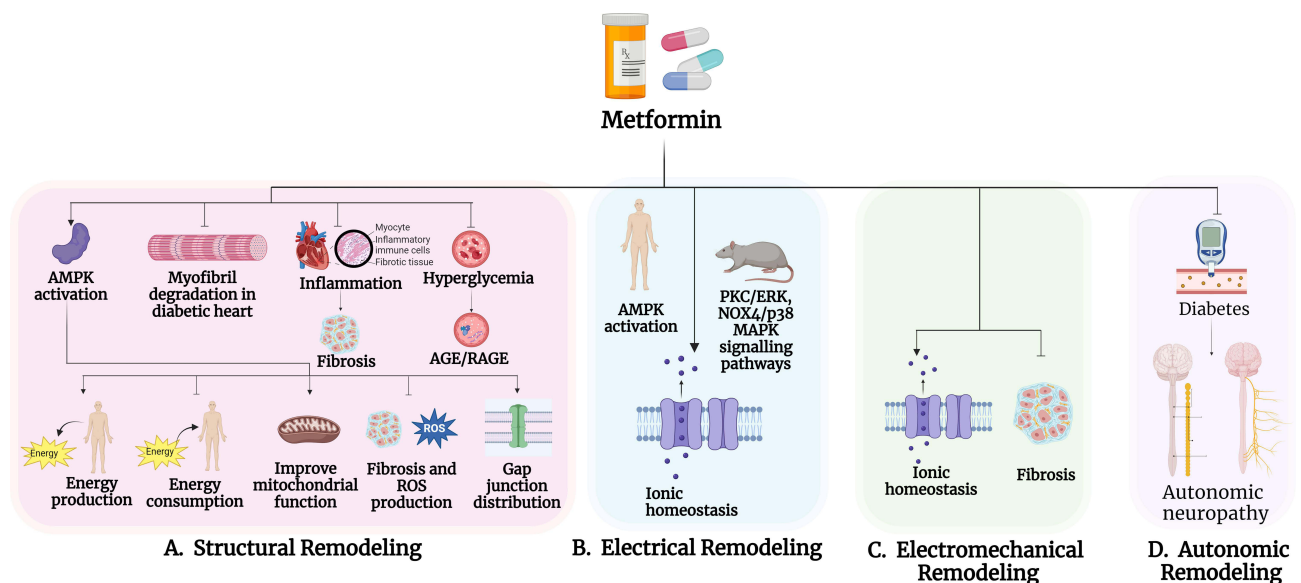 Rx
Metformin
AMPK
activation
Myofibril
degradation in
diabetic heart
Myocyte
Inflammatory
immune cells
Fibrotic tissue
Inflammation
Fibrosis
Hyperglycemia
AGE/RAGE
Energy
Energy
production
Energy
Energy
consumption
Improve
mitochondrial
function
ROS
Fibrosis and
ROS
production
Gap
junction
distribution
A. Structural Remodeling
AMPK
activation
PKC/ERK,
NOX4/p38
MAPK
signalling
pathways
Ionic
homeostasis
B. Electrical Remodeling
Ionic
homeostasis
Fibrosis
C. Electromechanical
Remodeling
Diabetes
Autonomic
neuropathy
D. Autonomic
Remodeling